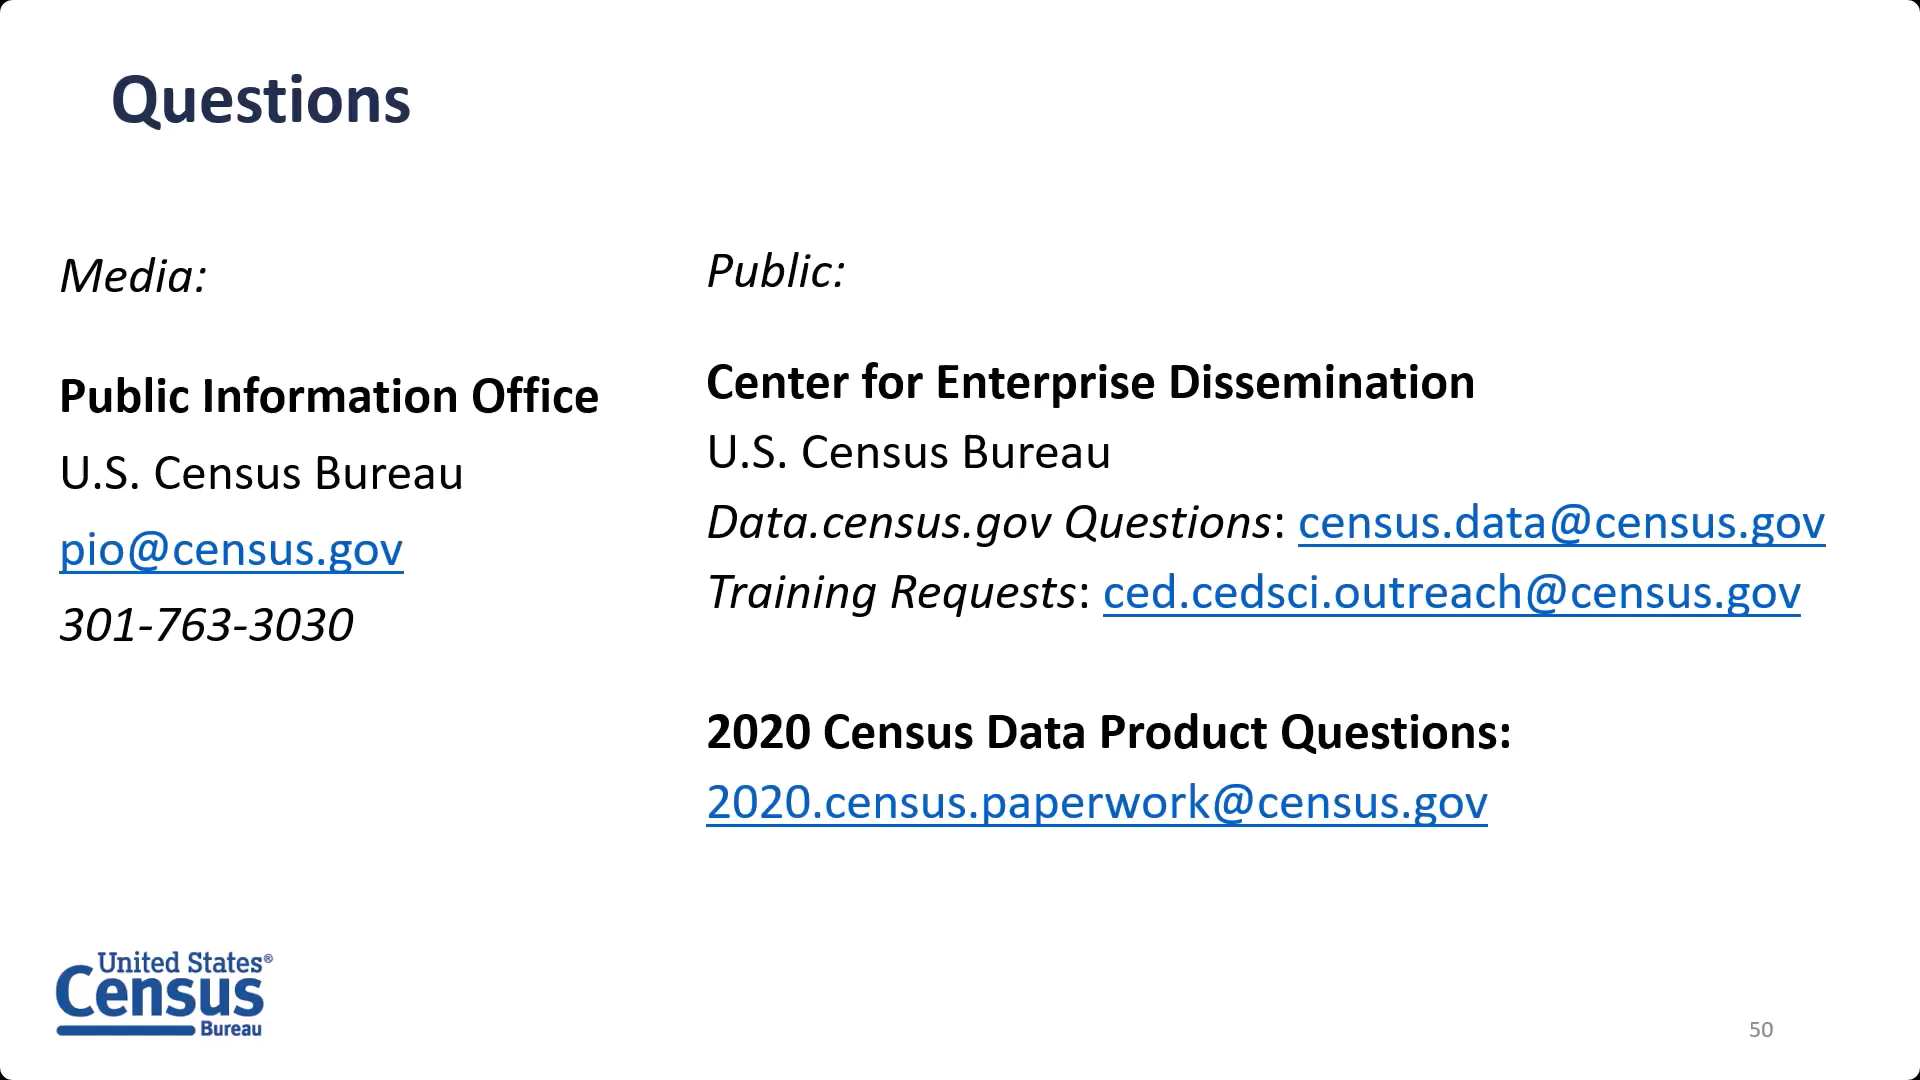 Questions
Media:
Public Information Office
U.S. Census Bureau
pio@census.gov
301-763-3030
Public:
Center for Enterprise Dissemination
U.S. Census Bureau
Data.census.gov Questions: census.data@census.gov
Training Requests: ced.cedsci.outreach@census.gov
2020 Census Data Product Questions:
2020.census.paperwork@census.gov
United States®
Census
Bureau
50